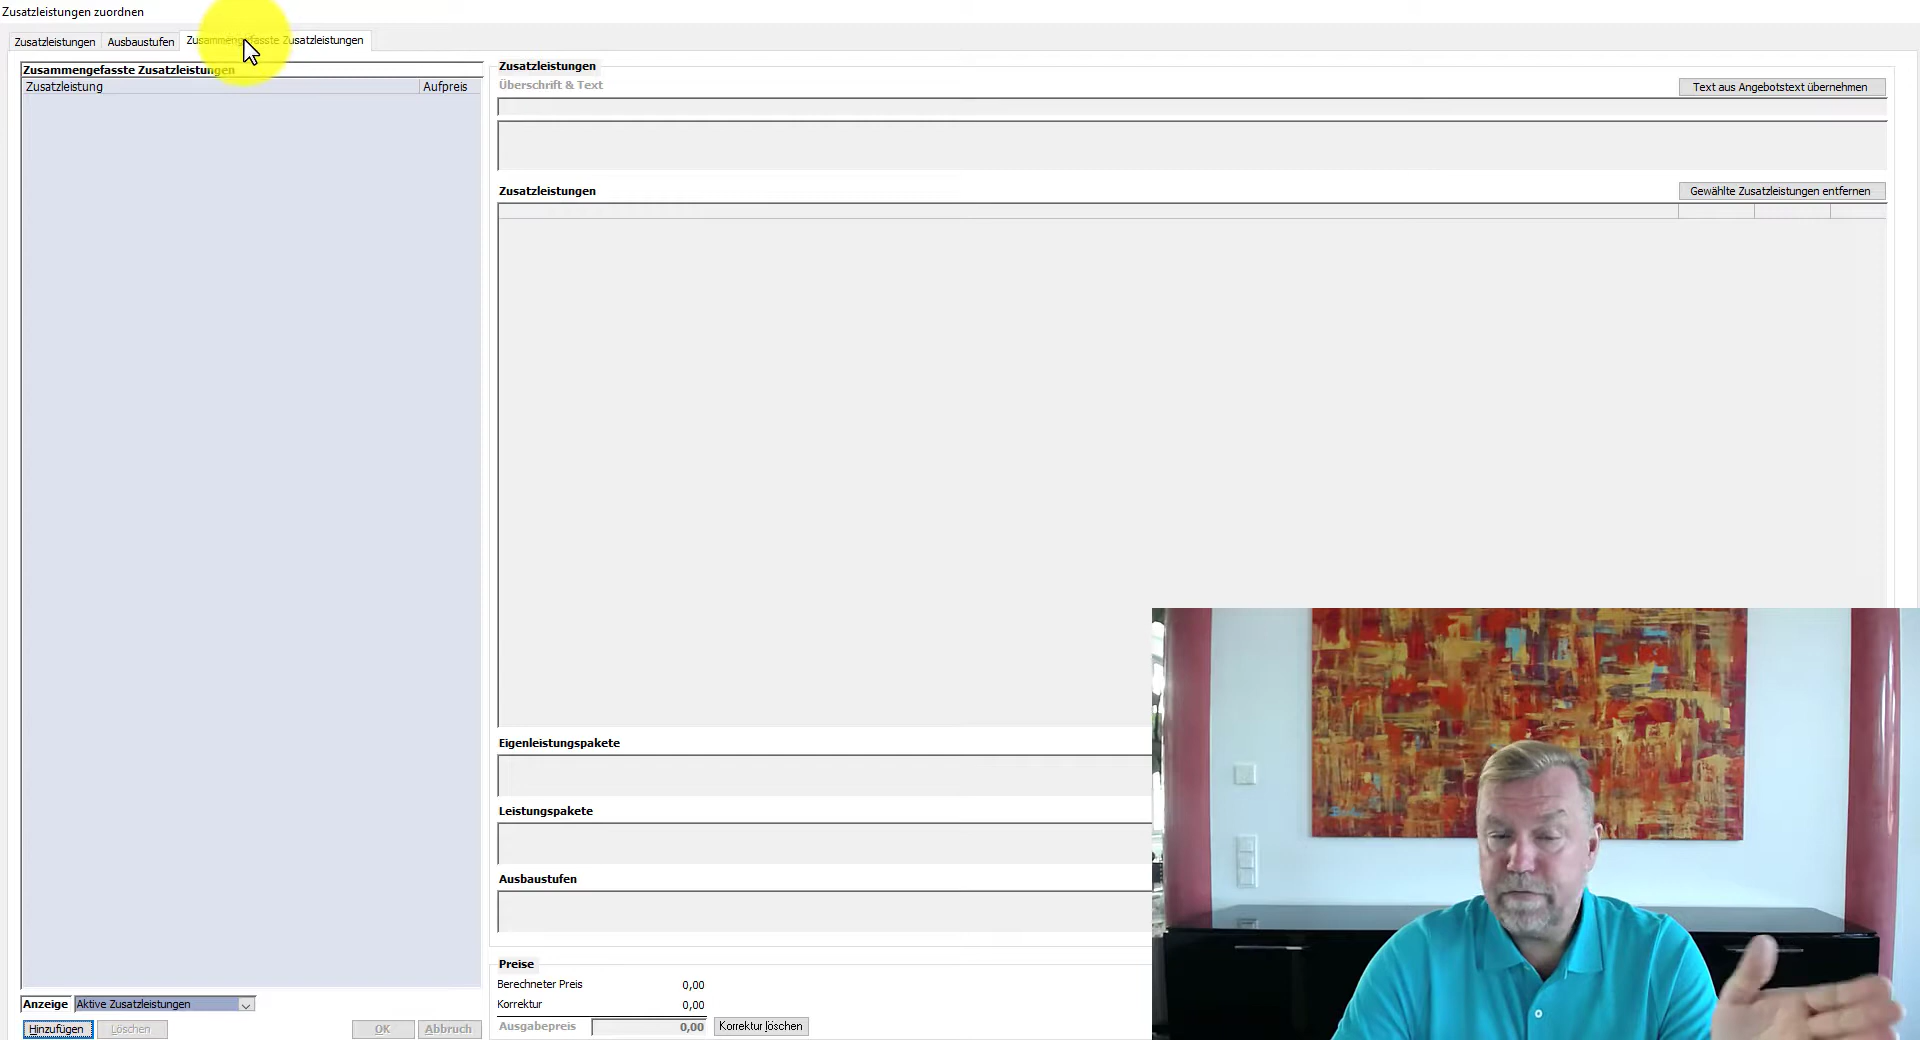 Zusatzleistungen zuordnen
Zusatzleistungen Ausbaustufen Zusammengefasste Zusatzleistungen
Zusammengefasste Zusatzleistungen
Zusatzleistung Aufpreis
Zusatzleistungen
Überschrift & Text
Text aus Angebotstext übernehmen
Zusatzleistungen
Gewählte Zusatzleistungen entfernen
Eigenleistungspakete
Leistungspakete
Ausbaustufen
Preise
Berechneter Preis 0,00
Korrektur 0,00
Ausgabepreis 0,00 Korrektur löschen
Anzeige Aktive Zusatzleistungen
Hinzufügen Löschen OK Abbruch